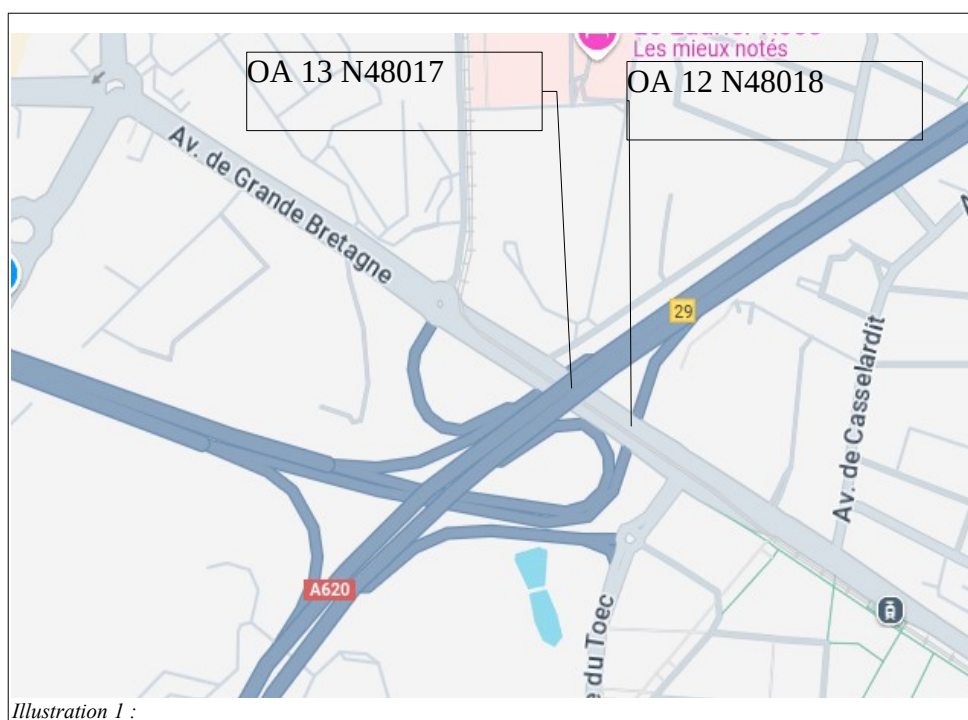 Les mieux notés
OA 13 N48017
OA 12 N48018
Av. de Grande Bretagne
29
Av. de Casselardit
A620
e du Toec
Illustration 1 :